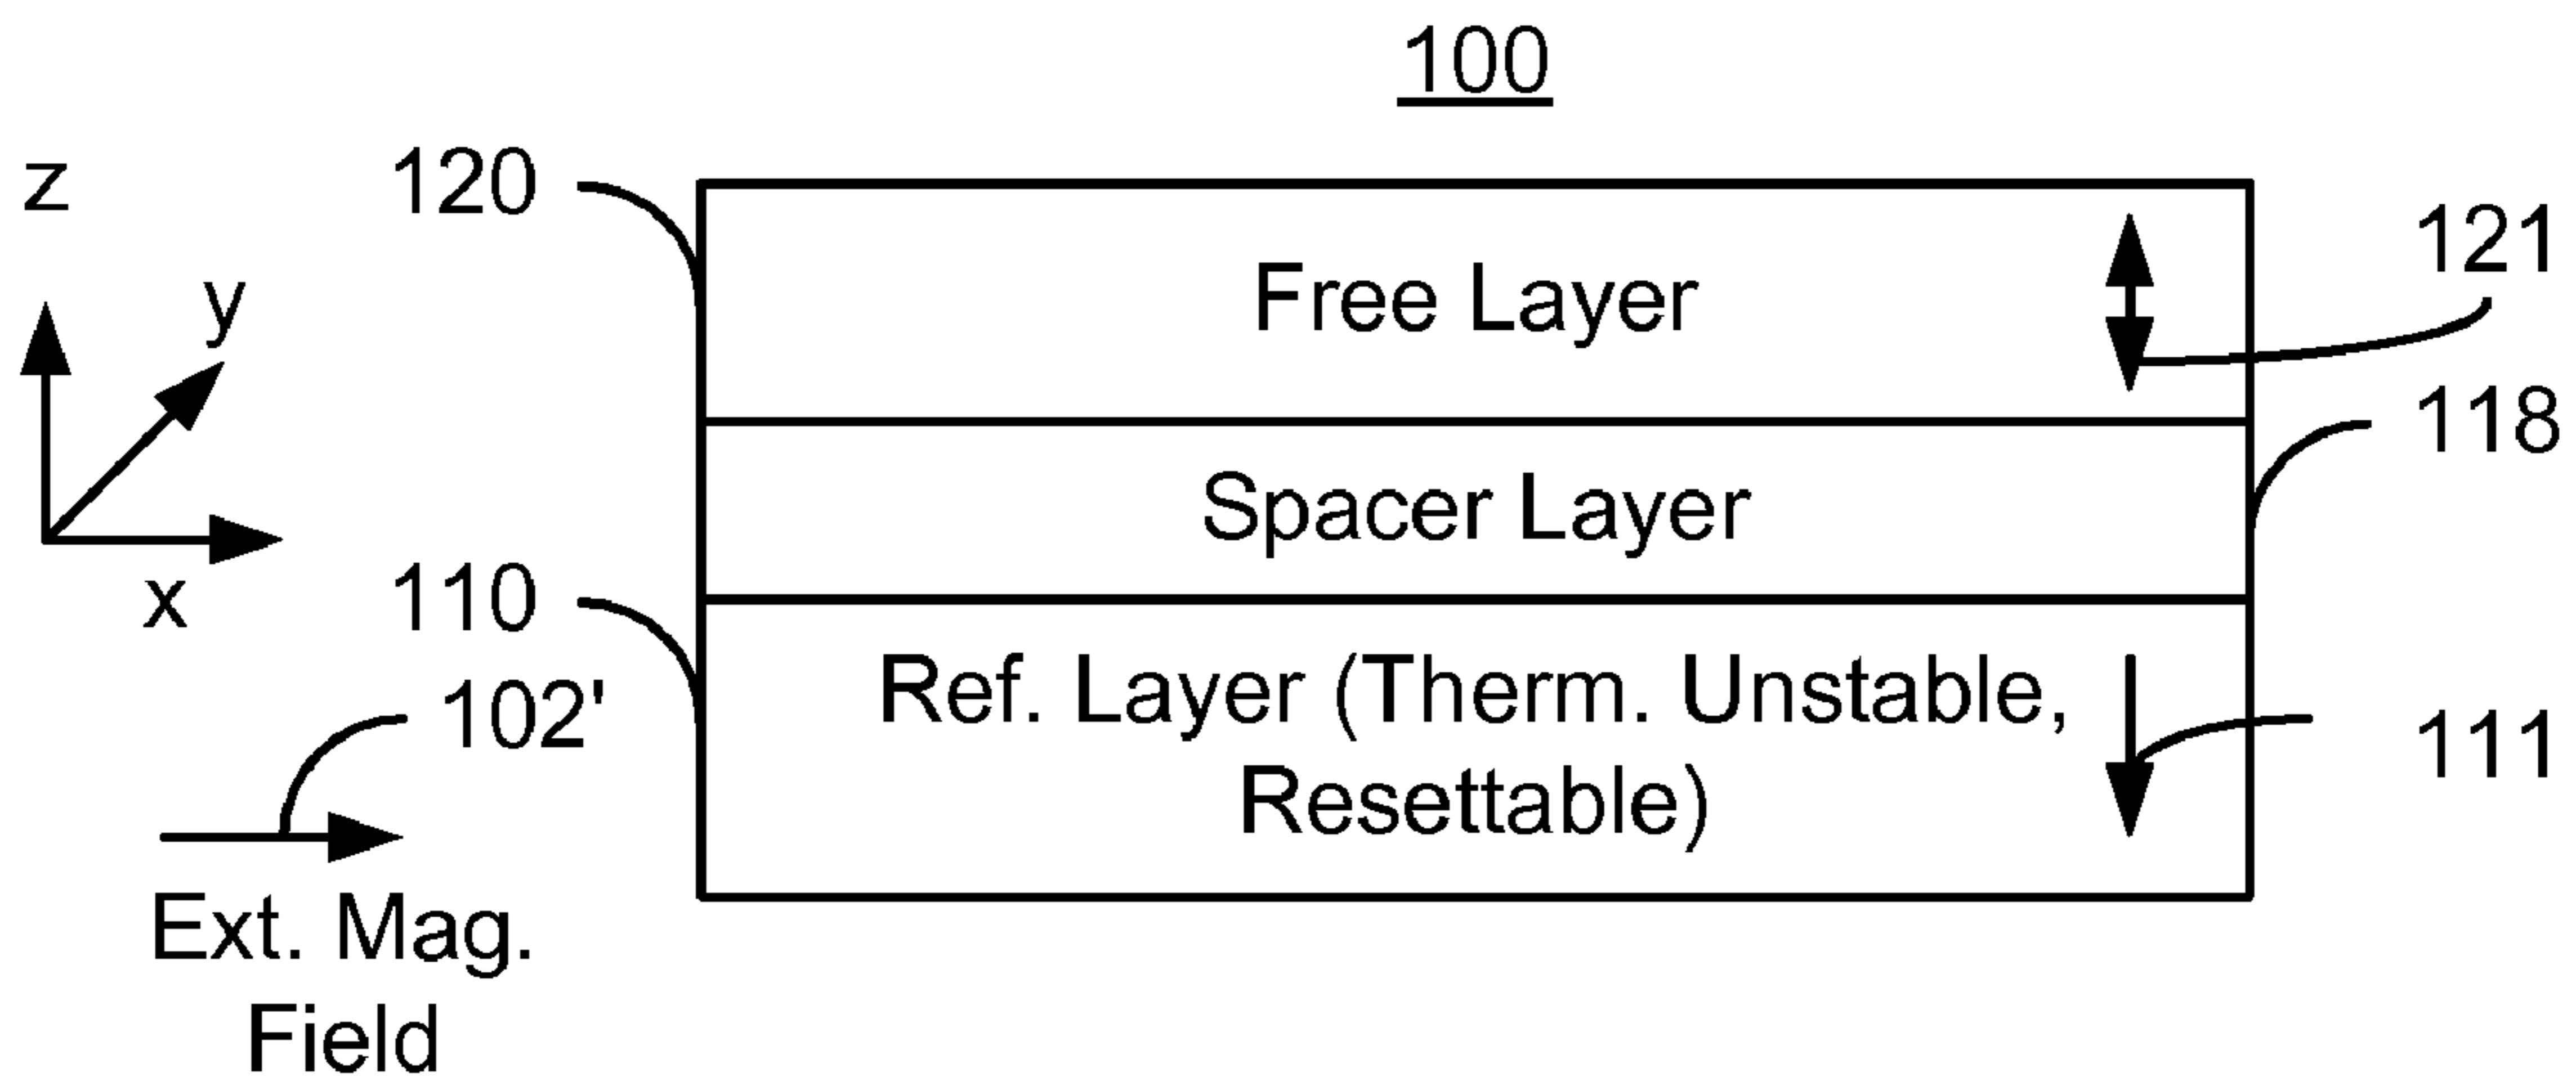 100
z
120
121
y
Free Layer
118
Spacer Layer
x
110
102'
Ref. Layer (Therm. Unstable,
Resettable)
111
Ext. Mag.
Field